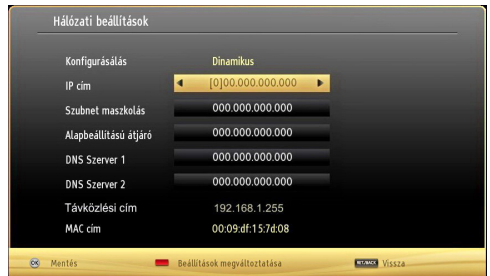 Hálózati beállítások
Konfigurásálás Dinamikus
IP cím [0]00.000.000.000
Szubnet maszkolás 000.000.000.000
Alapbeállítású átjáró 000.000.000.000
DNS Szerver 1 000.000.000.000
DNS Szerver 2 000.000.000.000
Távközlési cím 192.168.1.255
MAC cím 00:09:df:15:7d:08
OK Mentés Beállítások megváltoztatása RET./BACK Vissza